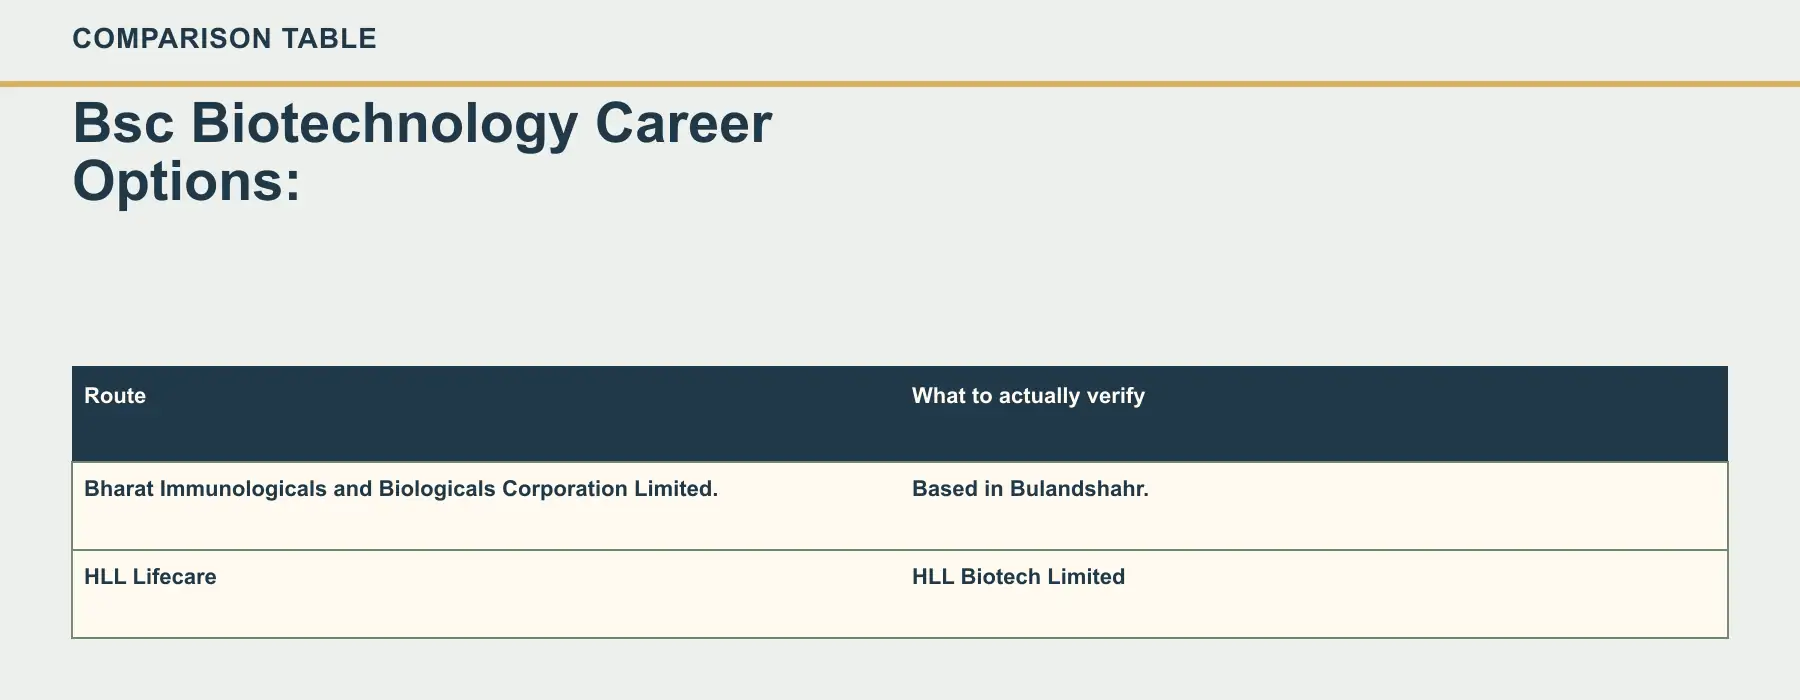 COMPARISON TABLE
Bsc Biotechnology Career
Options:
Route
What to actually verify
Bharat Immunologicals and Biologicals Corporation Limited.
Based in Bulandshahr.
HLL Lifecare
HLL Biotech Limited